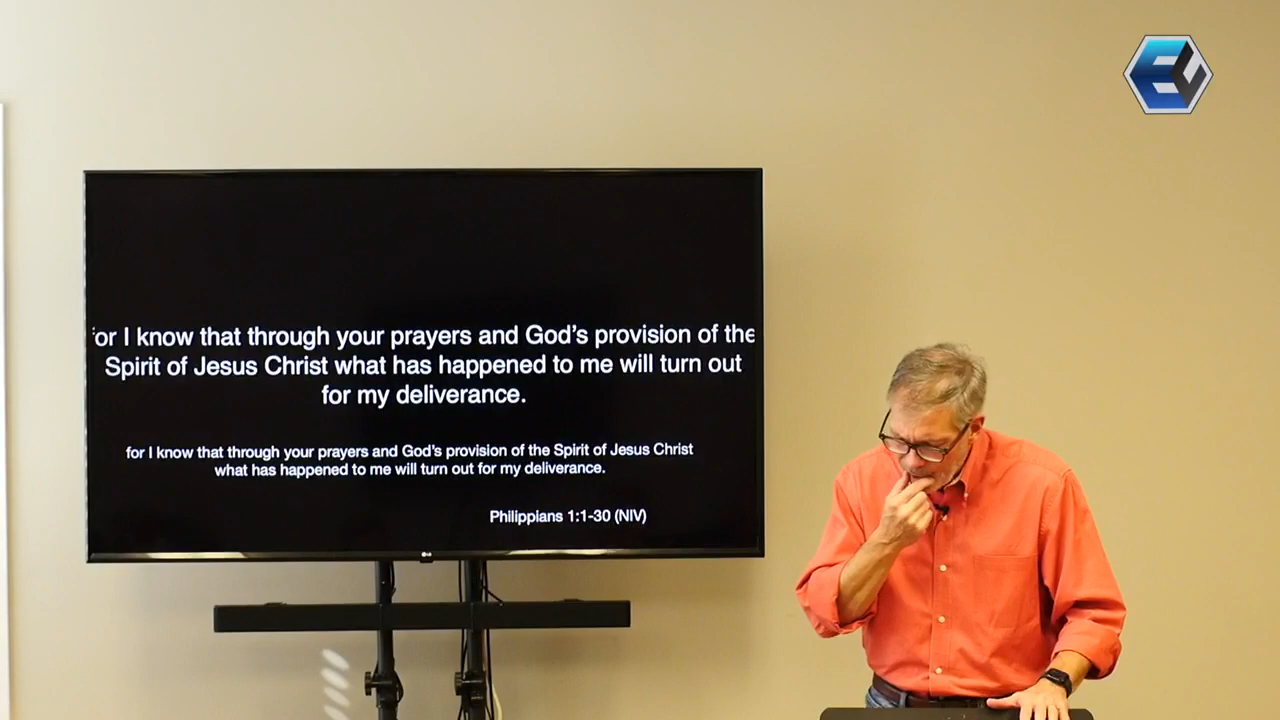 for I know that through your prayers and God's provision of the
Spirit of Jesus Christ what has happened to me will turn out
for my deliverance.
for I know that through your prayers and God's provision of the Spirit of Jesus Christ
what has happened to me will turn out for my deliverance.
Philippians 1:1-30 (NIV)
LG